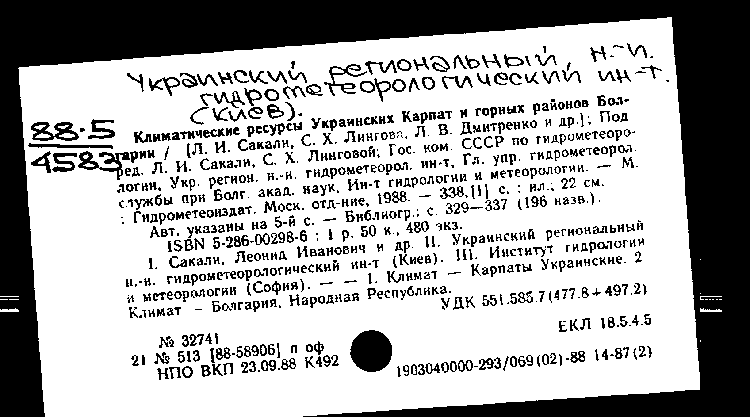 Украинский региональный н.-и.
гидрометеорологический ин-т.
(Киев).
88-5
4583
Климатические ресурсы Украинских Карпат и горных районов Бол-
гарии / [Л. И. Сакали, С. Х. Лингова, Л. В. Дмитренко и др.]; Под
ред. Л. И. Сакали, С. Х. Линговой; Гос. ком. СССР по гидрометеоро-
логии, Укр. регион. н.-и. гидрометеорол. ин-т, Гл. упр. гидрометеорол.
службы при Болг. акад. наук, Ин-т гидрологии и метеорологии. — М.
: Гидрометеоиздат. Моск. отд-ние, 1988. — 338,[1] с. : ил.; 22 см.
Авт. указаны на 5-й с. — Библиогр.: с. 329—337 (196 назв.).
ISBN 5-286-00298-6 : 1 р. 50 к., 480 экз.
I. Сакали, Леонид Иванович и др. II. Украинский региональный
н.-и. гидрометеорологический ин-т (Киев). III. Институт гидрологии
и метеорологии (София). — — 1. Климат — Карпаты Украинские. 2
Климат — Болгария, Народная Республика.
УДК 551.585.7(477.8+497.2)
№ 32741
ЕКЛ 18.5.4.5
21 № 513 [88-58906] п оф
НПО ВКП 23.09.88 К492
1903040000-293/069(02)-88 14-87(2)